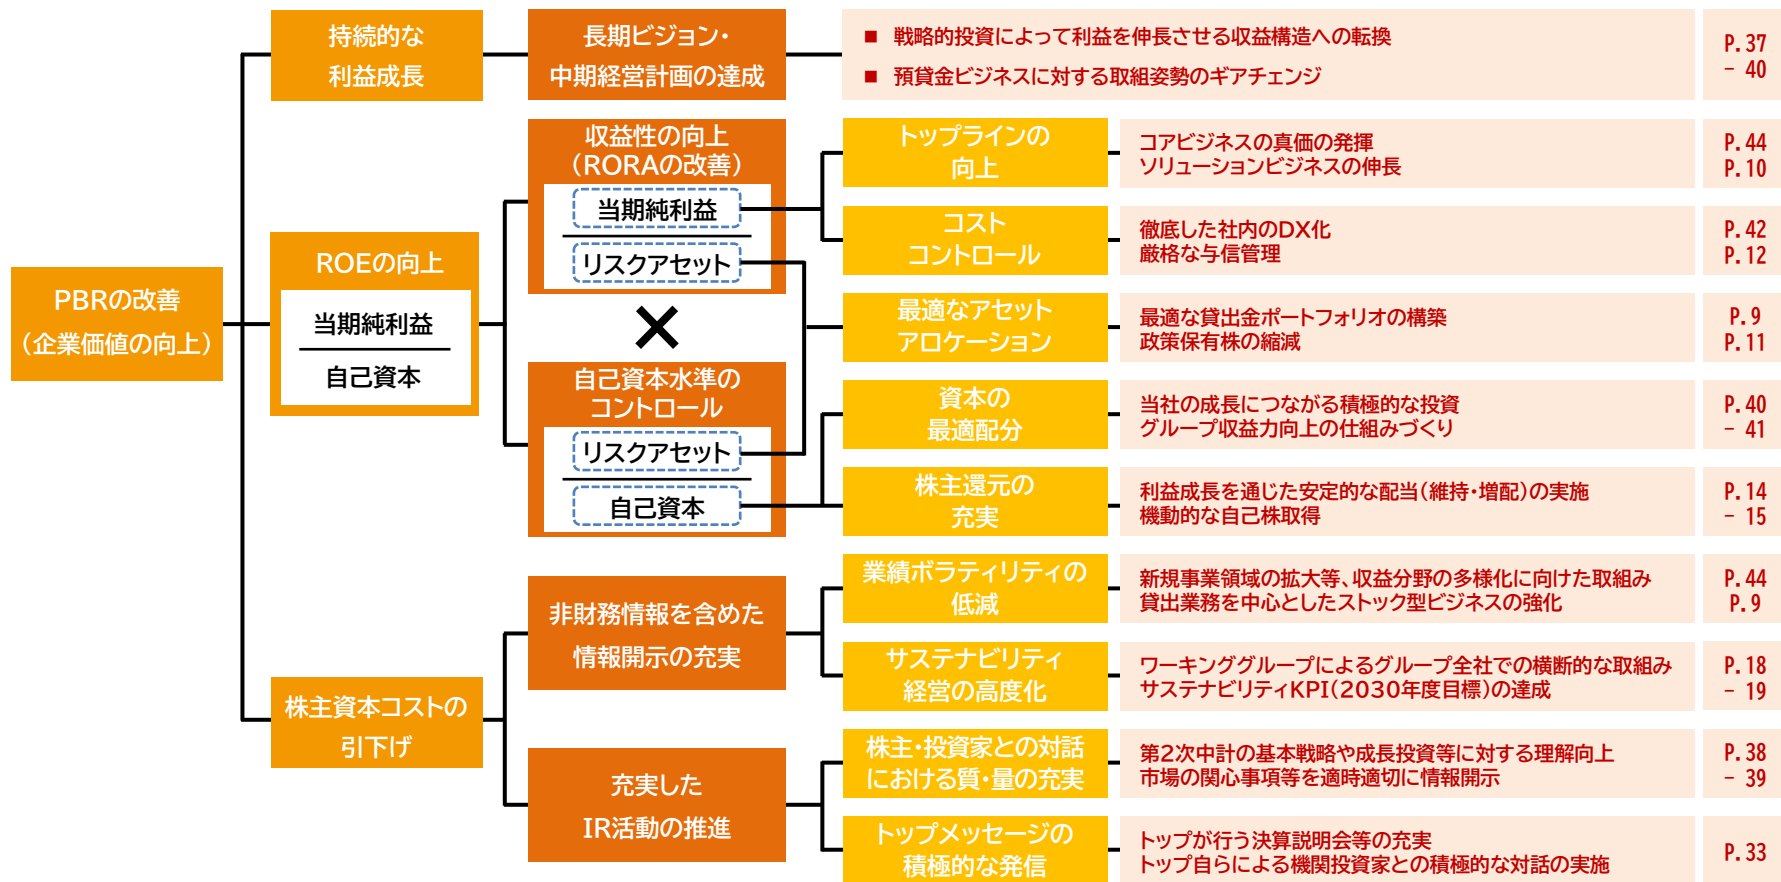 PBRの改善
（企業価値の向上）
持続的な
利益成長
長期ビジョン・
中期経営計画の達成
■ 戦略的投資によって利益を伸長させる収益構造への転換
■ 預貸金ビジネスに対する取組姿勢のギアチェンジ
P.37
- 40
ROEの向上
当期純利益
自己資本
収益性の向上
（RORAの改善）
当期純利益
リスクアセット
×
自己資本水準の
コントロール
リスクアセット
自己資本
トップラインの
向上
コアビジネスの真価の発揮
ソリューションビジネスの伸長
P.44
P.10
コスト
コントロール
徹底した社内のDX化
厳格な与信管理
P.42
P.12
最適なアセット
アロケーション
最適な貸出金ポートフォリオの構築
政策保有株の縮減
P.9
P.11
資本の
最適配分
当社の成長につながる積極的な投資
グループ収益力向上の仕組みづくり
P.40
- 41
株主還元の
充実
利益成長を通じた安定的な配当（維持・増配）の実施
機動的な自己株取得
P.14
- 15
株主資本コストの
引下げ
非財務情報を含めた
情報開示の充実
業績ボラティリティの
低減
新規事業領域の拡大等、収益分野の多様化に向けた取組み
貸出業務を中心としたストック型ビジネスの強化
P.44
P.9
サステナビリティ
経営の高度化
ワーキンググループによるグループ全社での横断的な取組み
サステナビリティKPI（2030年度目標）の達成
P.18
- 19
充実した
IR活動の推進
株主・投資家との対話
における質・量の充実
第2次中計の基本戦略や成長投資等に対する理解向上
市場の関心事項等を適時適切に情報開示
P.38
- 39
トップメッセージの
積極的な発信
トップが行う決算説明会等の充実
トップ自らによる機関投資家との積極的な対話の実施
P.33